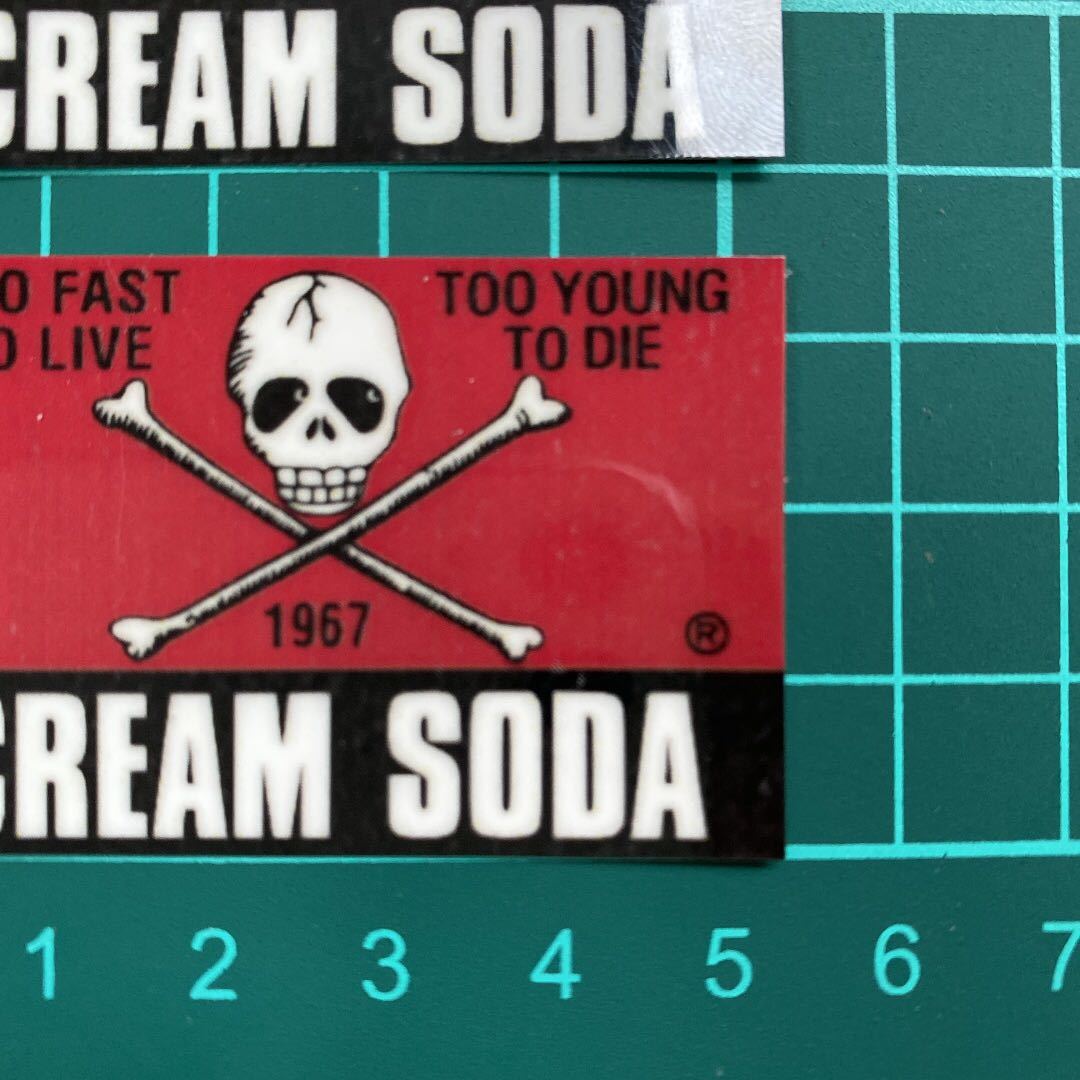 CREAM SODA
O FAST TOO YOUNG
O LIVE TO DIE
1967
®
CREAM SODA
1 2 3 4 5 6 7